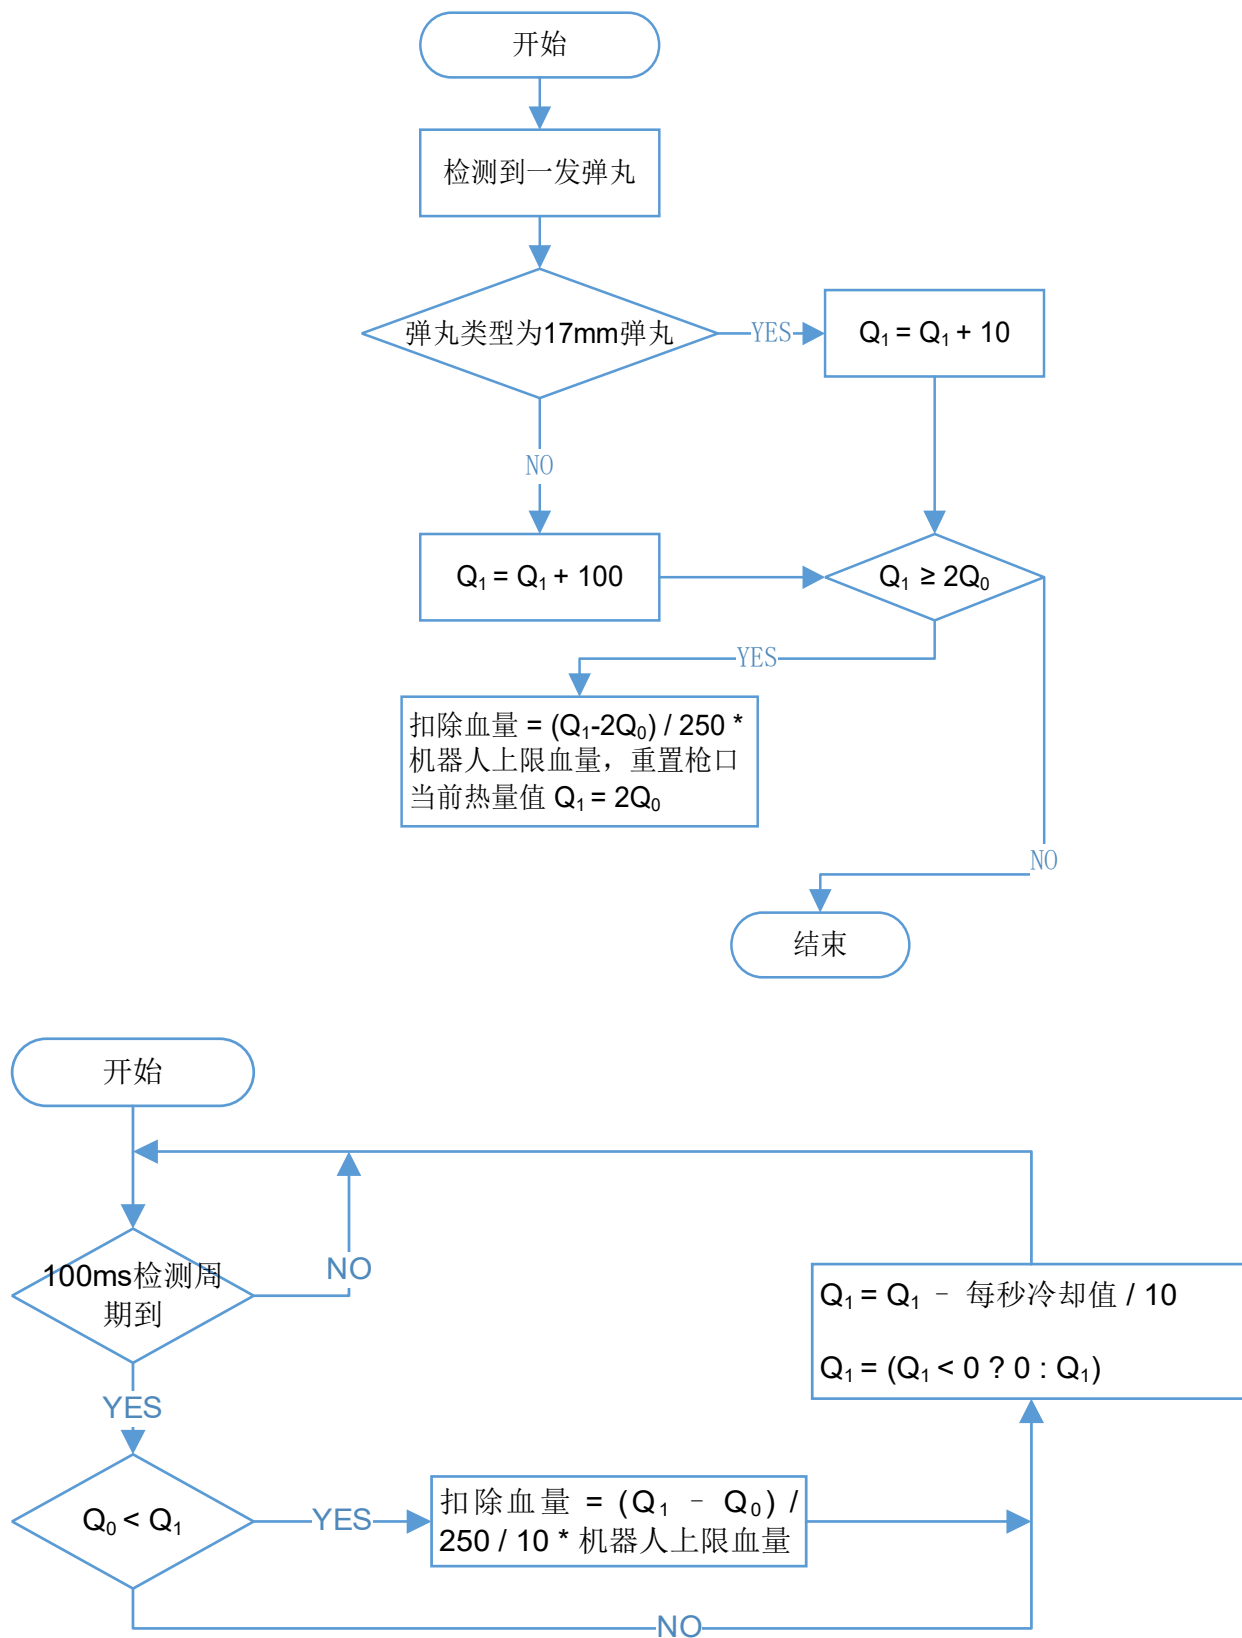 开始
检测到一发弹丸
弹丸类型为17mm弹丸
YES
Q₁ = Q₁ + 10
NO
Q₁ = Q₁ + 100
Q₁ ≥ 2Q₀
YES
扣除血量 = (Q₁-2Q₀) / 250 *
机器人上限血量，重置枪口
当前热量值 Q₁ = 2Q₀
NO
结束
开始
100ms检测周
期到
NO
YES
Q₀ < Q₁
YES
扣除血量 = (Q₁ – Q₀) /
250 / 10 * 机器人上限血量
Q₁ = Q₁ – 每秒冷却值 / 10
Q₁ = (Q₁ < 0 ? 0 : Q₁)
NO